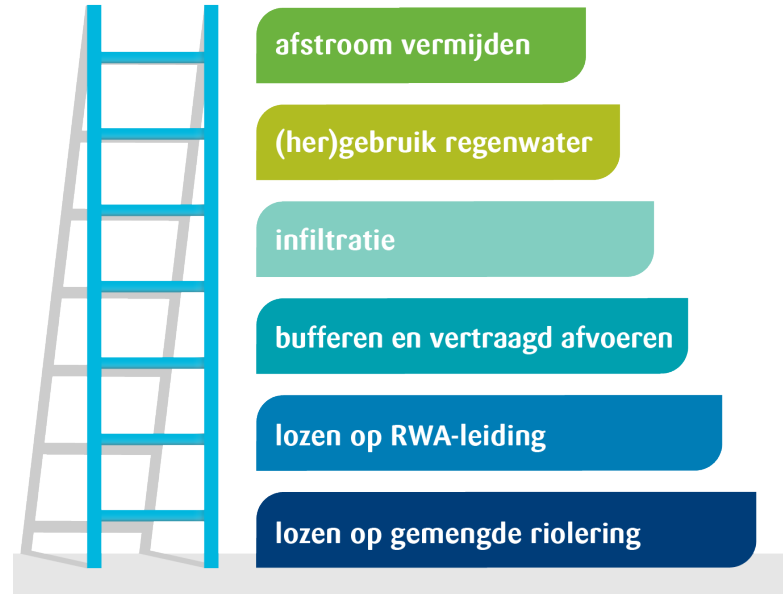 afstroom vermijden
(her)gebruik regenwater
infiltratie
bufferen en vertraagd afvoeren
lozen op RWA-leiding
lozen op gemengde riolering